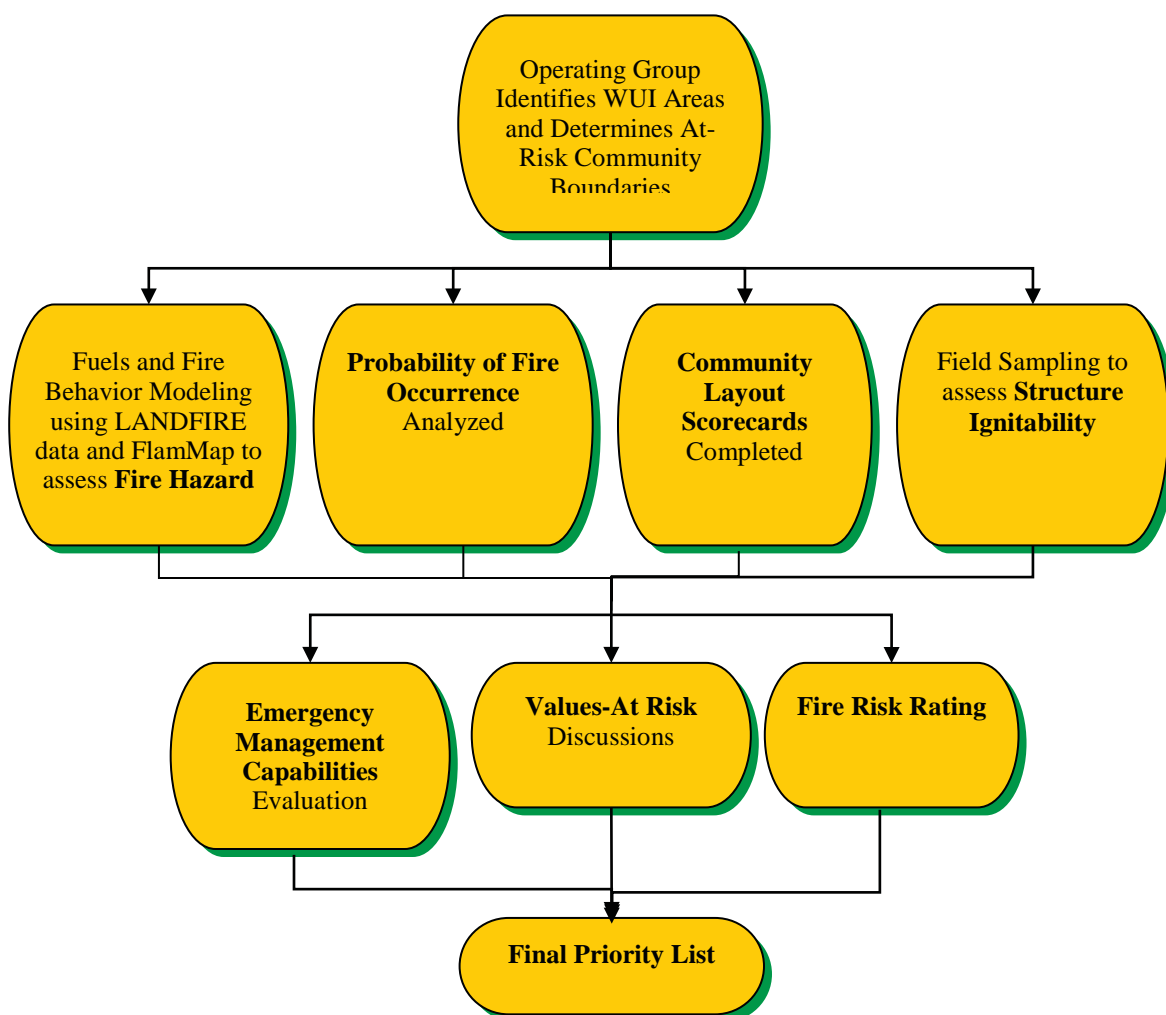 Operating Group
Identifies WUI Areas
and Determines At-
Risk Community
Boundaries
Fuels and Fire
Behavior Modeling
using LANDFIRE
data and FlamMap to
assess Fire Hazard
Probability of Fire
Occurrence
Analyzed
Community
Layout
Scorecards
Completed
Field Sampling to
assess Structure
Ignitability
Emergency
Management
Capabilities
Evaluation
Values-At Risk
Discussions
Fire Risk Rating
Final Priority List